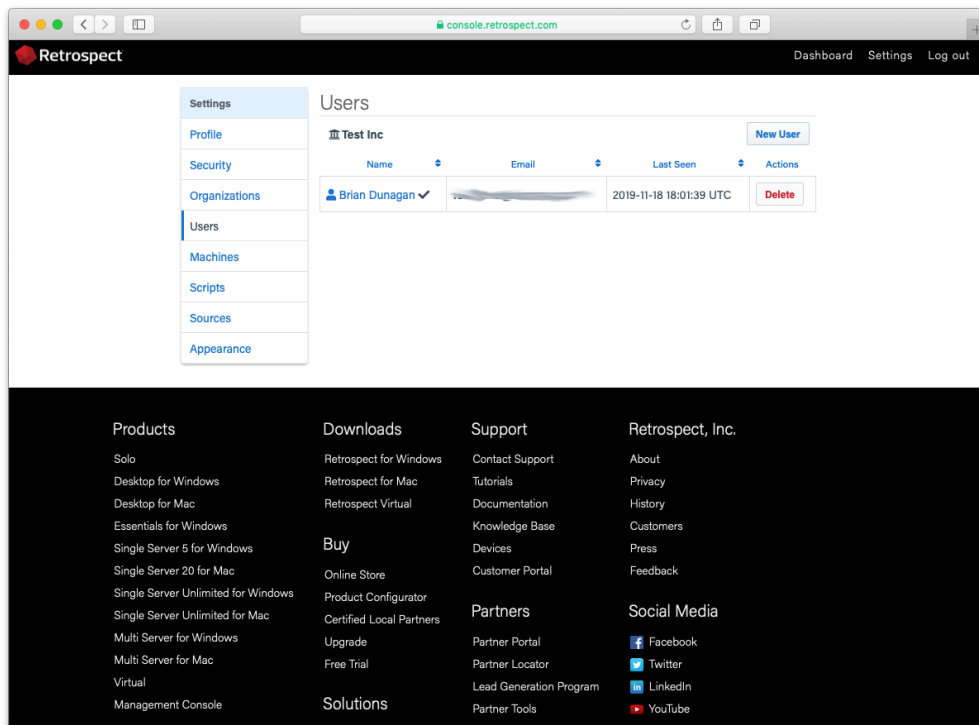 console.retrospect.com
Retrospect
Dashboard Settings Log out
Settings
Profile
Security
Organizations
Users
Machines
Scripts
Sources
Appearance
Users
Test Inc
New User
Name Email Last Seen Actions
Brian Dunagan 2019-11-18 18:01:39 UTC Delete
Products
Solo
Desktop for Windows
Desktop for Mac
Essentials for Windows
Single Server 5 for Windows
Single Server 20 for Mac
Single Server Unlimited for Windows
Single Server Unlimited for Mac
Multi Server for Windows
Multi Server for Mac
Virtual
Management Console
Downloads
Retrospect for Windows
Retrospect for Mac
Retrospect Virtual
Buy
Online Store
Product Configurator
Certified Local Partners
Upgrade
Free Trial
Solutions
Support
Contact Support
Tutorials
Documentation
Knowledge Base
Devices
Customer Portal
Partners
Partner Portal
Partner Locator
Lead Generation Program
Partner Tools
Retrospect, Inc.
About
Privacy
History
Customers
Press
Feedback
Social Media
Facebook
Twitter
LinkedIn
YouTube